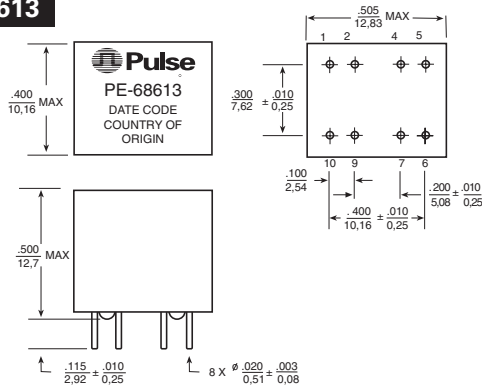 613
.505
12,83 MAX
1 2 4 5
Pulse
PE-68613
DATE CODE
COUNTRY OF
ORIGIN
.400
10,16 MAX
.300
7,62 ± .010
0,25
10 9 7 6
.100
2,54
.200
5,08 ± .010
0,25
.400
10,16 ± .010
0,25
.500
12,7 MAX
.115
2,92 ± .010
0,25
8 X ø .020
0,51 ± .003
0,08